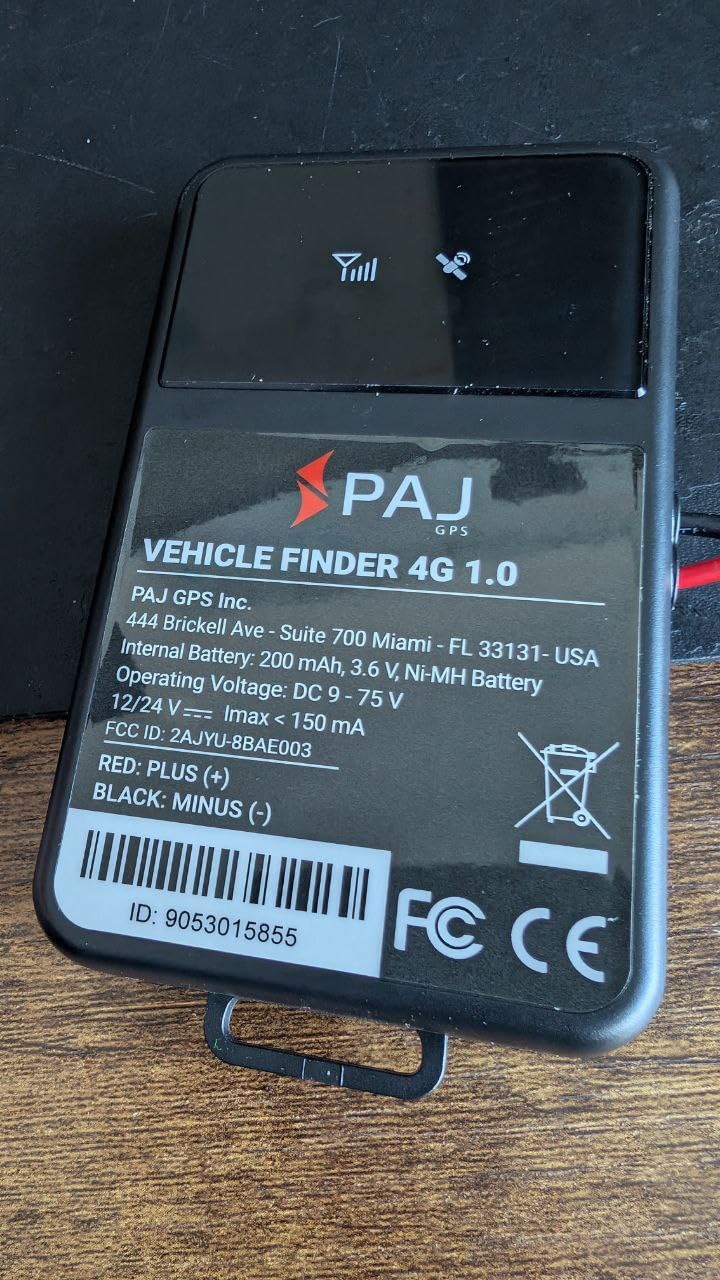 PAJ
GPS
VEHICLE FINDER 4G 1.0
PAJ GPS Inc.
444 Brickell Ave - Suite 700 Miami - FL 33131- USA
Internal Battery: 200 mAh, 3.6 V, Ni-MH Battery
Operating Voltage: DC 9 - 75 V
12/24 V ⎓ Imax < 150 mA
FCC ID: 2AJYU-8BAE003
RED: PLUS (+)
BLACK: MINUS (-)
ID: 9053015855
FC CE